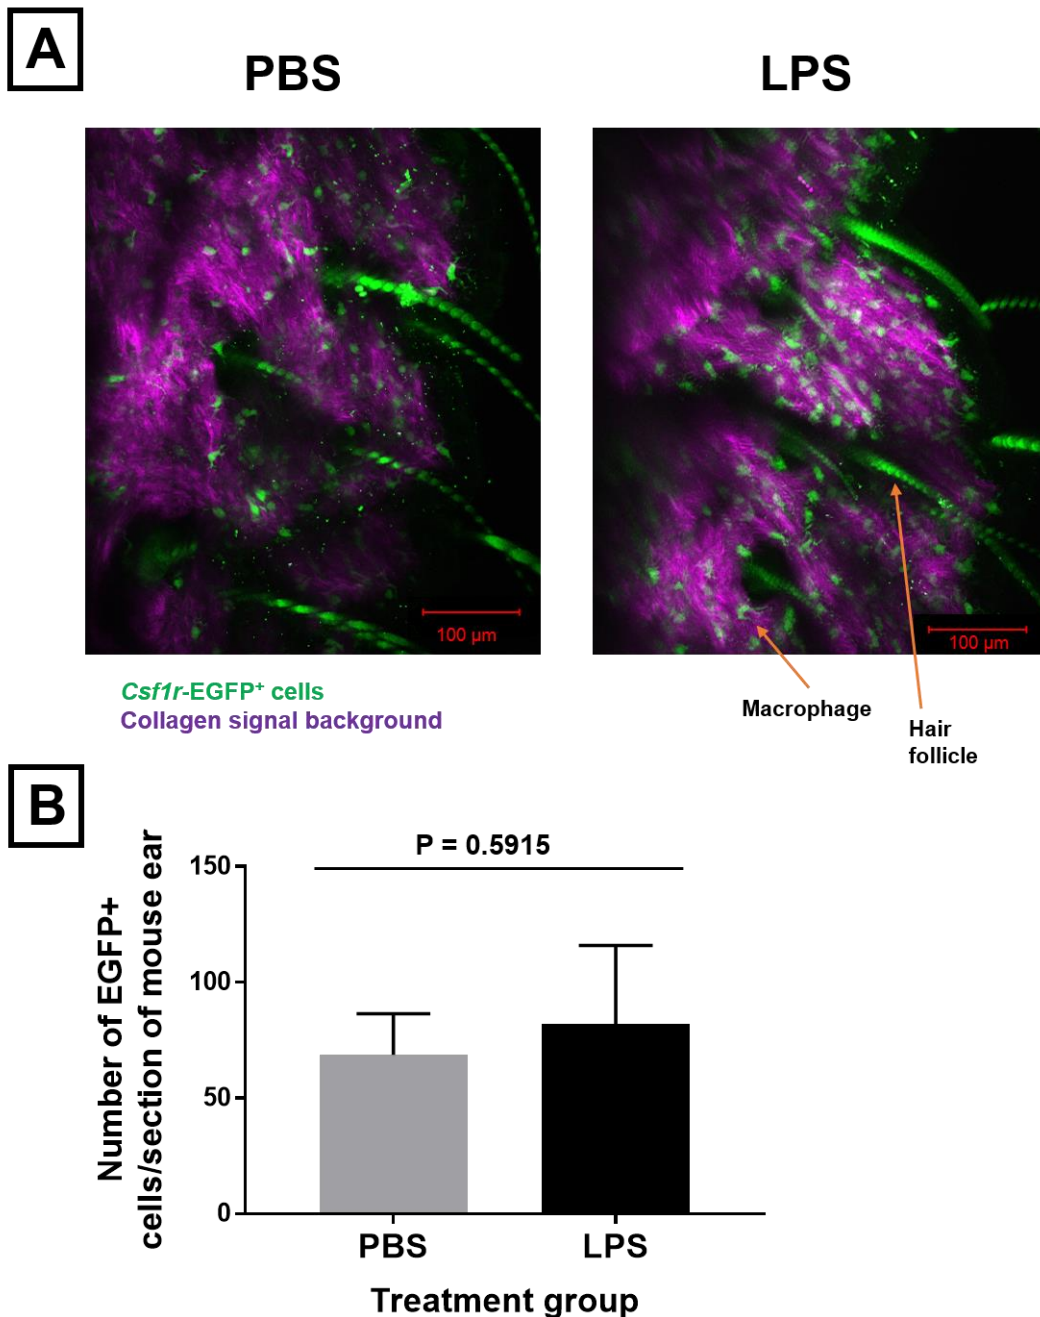 A
PBS
LPS
100 µm
100 µm
Csf1r-EGFP⁺ cells
Collagen signal background
Macrophage
Hair
follicle
B
P = 0.5915
Number of EGFP+
cells/section of mouse ear
150
100
50
0
PBS
LPS
Treatment group